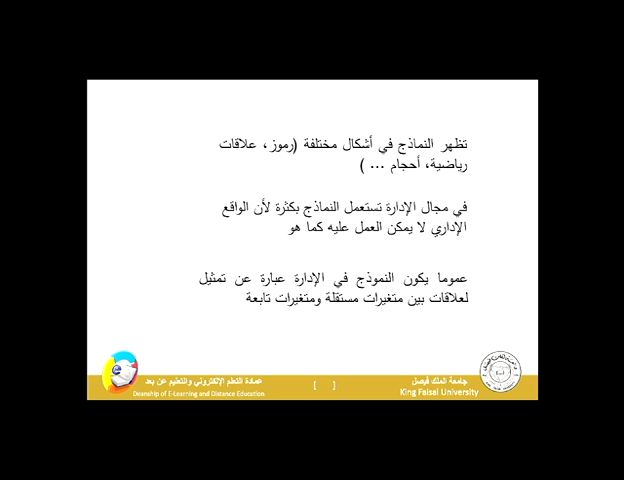 تظهر النماذج في أشكال مختلفة (رموز، علاقات
رياضية، أحجام ... )
في مجال الإدارة تستعمل النماذج بكثرة لأن الواقع
الإداري لا يمكن العمل عليه كما هو
عموما يكون النموذج في الإدارة عبارة عن تمثيل
لعلاقات بين متغيرات مستقلة ومتغيرات تابعة
جامعة الملك فيصل
King Faisal University
[ ]
عمادة التعلم الإلكتروني والتعليم عن بعد
Deanship of E-Learning and Distance Education